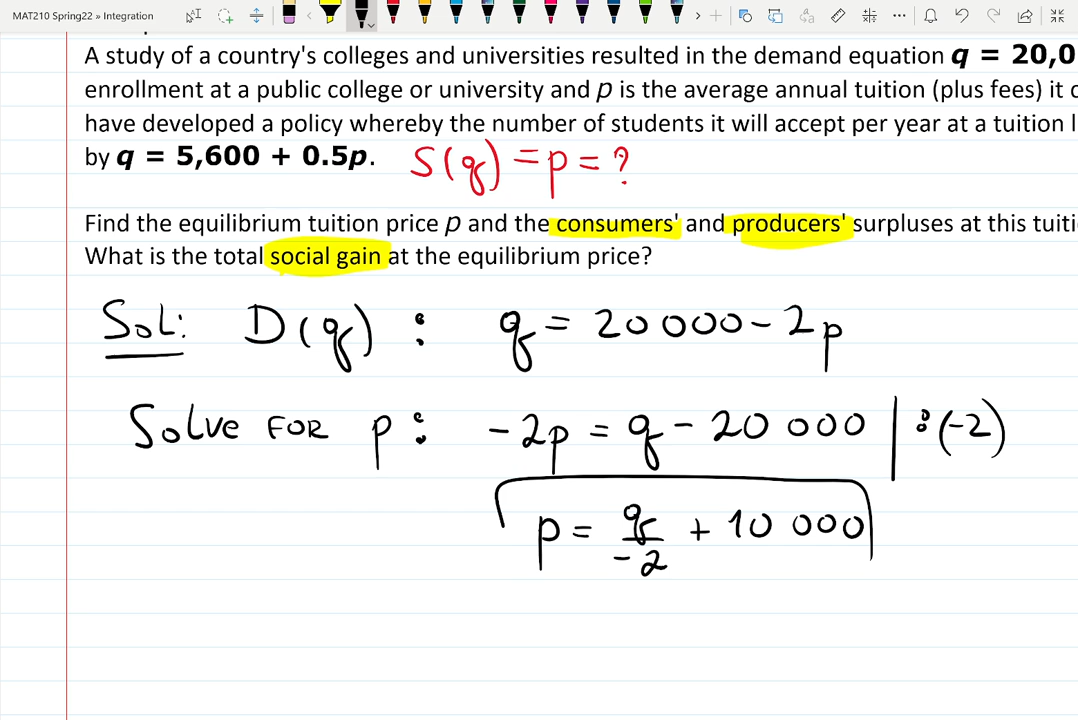 MAT210 Spring22 » Integration
A study of a country's colleges and universities resulted in the demand equation q = 20,0
enrollment at a public college or university and p is the average annual tuition (plus fees) it
have developed a policy whereby the number of students it will accept per year at a tuition
by q = 5,600 + 0.5p. S(q) = p = ?
Find the equilibrium tuition price p and the consumers' and producers' surpluses at this tuiti
What is the total social gain at the equilibrium price?
Sol: D(q) : q = 20 000 - 2p
Solve FOR p : -2p = q - 20 000 | : (-2)
p = q/-2 + 10 000